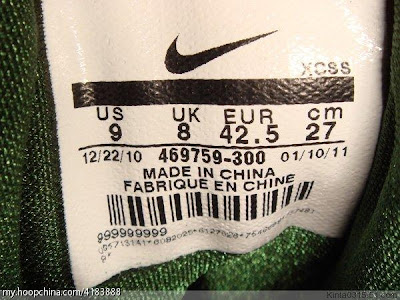 XCSS
US UK EUR cm
9 8 42.5 27
12/22/10 469759-300 01/10/11
MADE IN CHINA
FABRIQUE EN CHINE
9999999999
my.hoopchina.com/4183888